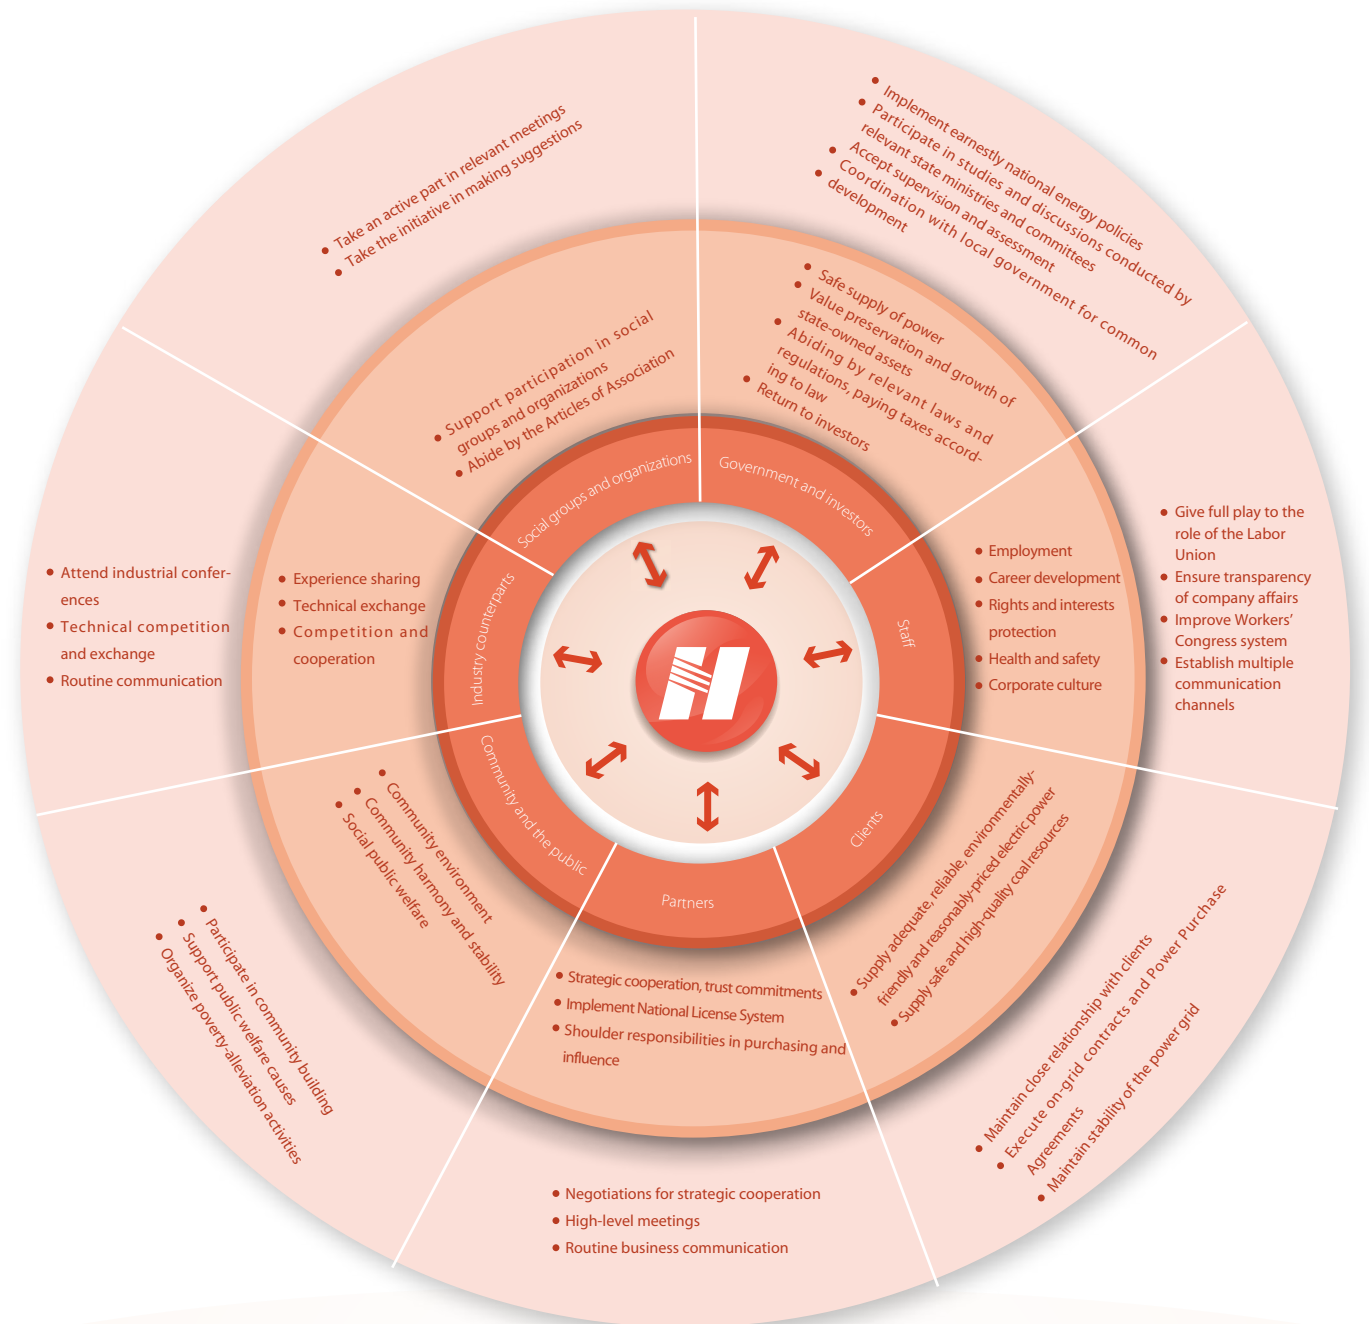 Take an active part in relevant meetings
Take the initiative in making suggestions
Implement earnestly national energy policies
Participate in studies and discussions conducted by
relevant state ministries and committees
Accept supervision and assessment
Coordination with local government for common
development
Support participation in social
groups and organizations
Abide by the Articles of Association
Safe supply of power
Value preservation and growth of
state-owned assets
Abiding by relevant laws and
regulations, paying taxes accord-
ing to law
Return to investors
Social groups and organizations
Government and investors
Attend industrial confer-
ences
Technical competition
and exchange
Routine communication
Experience sharing
Technical exchange
Competition and
cooperation
Industry counterparts
Staff
Employment
Career development
Rights and interests
protection
Health and safety
Corporate culture
Give full play to the
role of the Labor
Union
Ensure transparency
of company affairs
Improve Workers'
Congress system
Establish multiple
communication
channels
Community and the public
Partners
Clients
Community environment
Community harmony and stability
Social public welfare
Participate in community building
Support public welfare causes
Organize poverty-alleviation activities
Strategic cooperation, trust commitments
Implement National License System
Shoulder responsibilities in purchasing and
influence
Negotiations for strategic cooperation
High-level meetings
Routine business communication
Supply adequate, reliable, environmentally-
friendly and reasonably-priced electric power
Supply safe and high-quality coal resources
Maintain close relationship with clients
Execute on-grid contracts and Power Purchase
Agreements
Maintain stability of the power grid